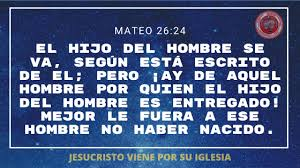 MATEO 26:24
EL HIJO DEL HOMBRE SE
VA, SEGÚN ESTÁ ESCRITO
DE EL; PERO ¡AY DE AQUEL
HOMBRE POR QUIEN EL HIJO
DEL HOMBRE ES ENTREGADO!
MEJOR LE FUERA A ESE
HOMBRE NO HABER NACIDO.
JESUCRISTO VIENE POR SU IGLESIA